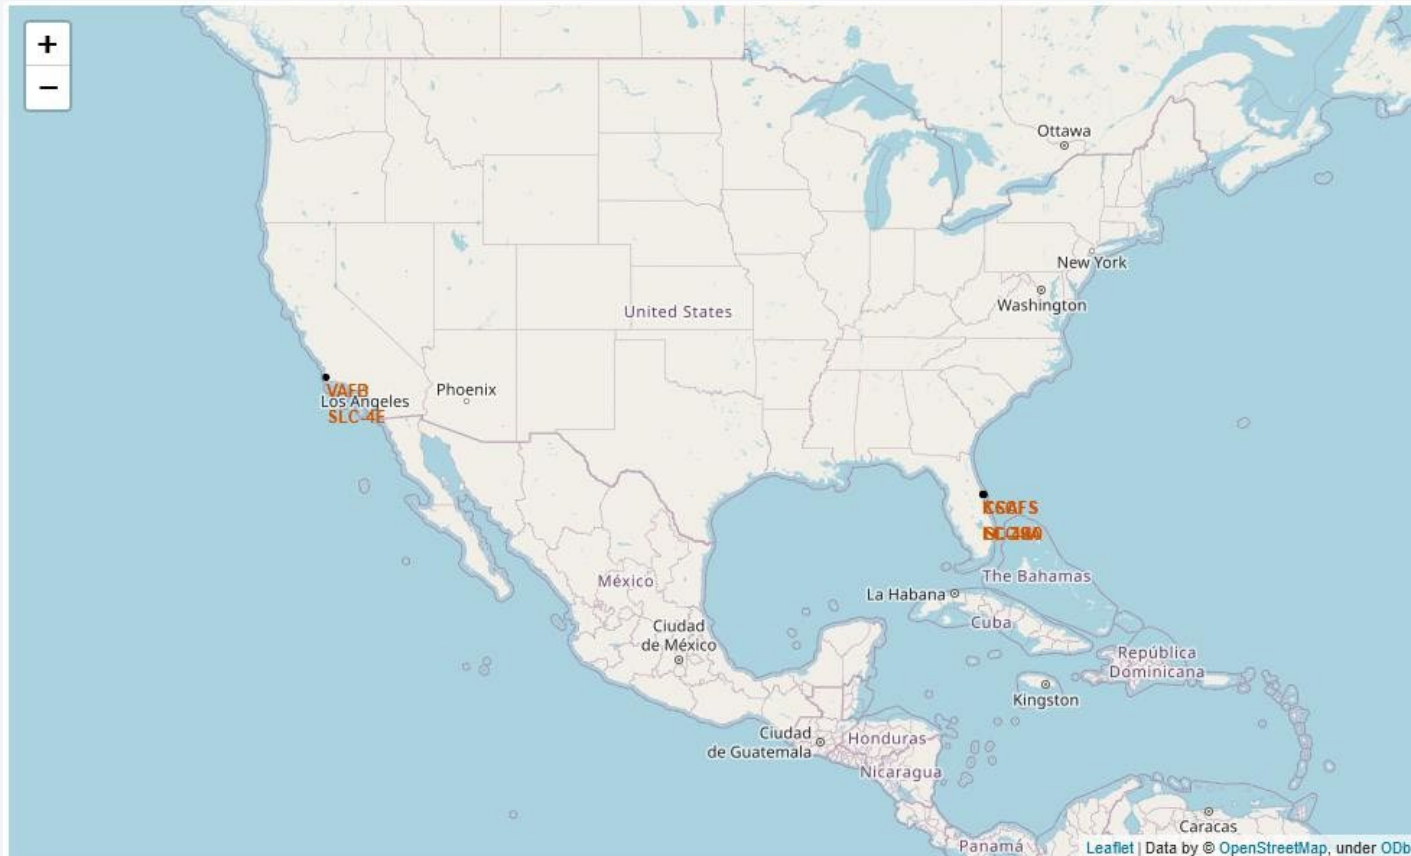 +
−
Ottawa
New York
Washington
United States
VAFB
Los Angeles
SLC-4E
Phoenix
The Bahamas
La Habana
Cuba
México
Ciudad
de México
República
Dominicana
Kingston
Ciudad
de Guatemala
Honduras
Nicaragua
Caracas
Panamá
Leaflet | Data by © OpenStreetMap, under ODb